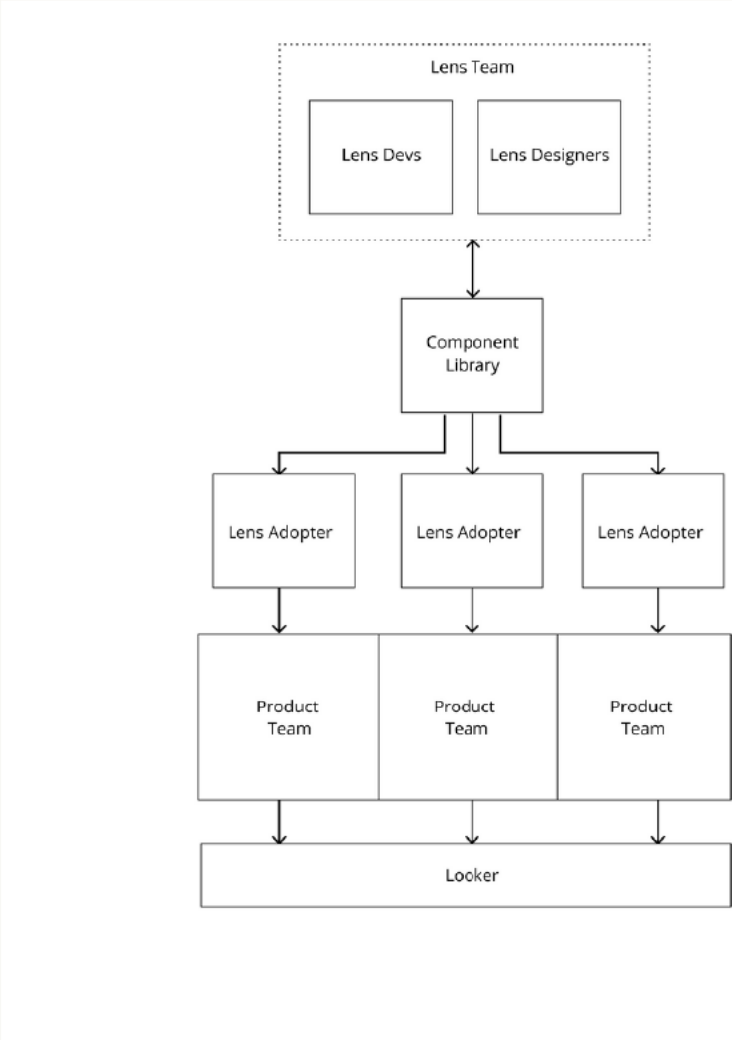 Lens Team
Lens Devs
Lens Designers
Component
Library
Lens Adopter
Lens Adopter
Lens Adopter
Product
Team
Product
Team
Product
Team
Looker